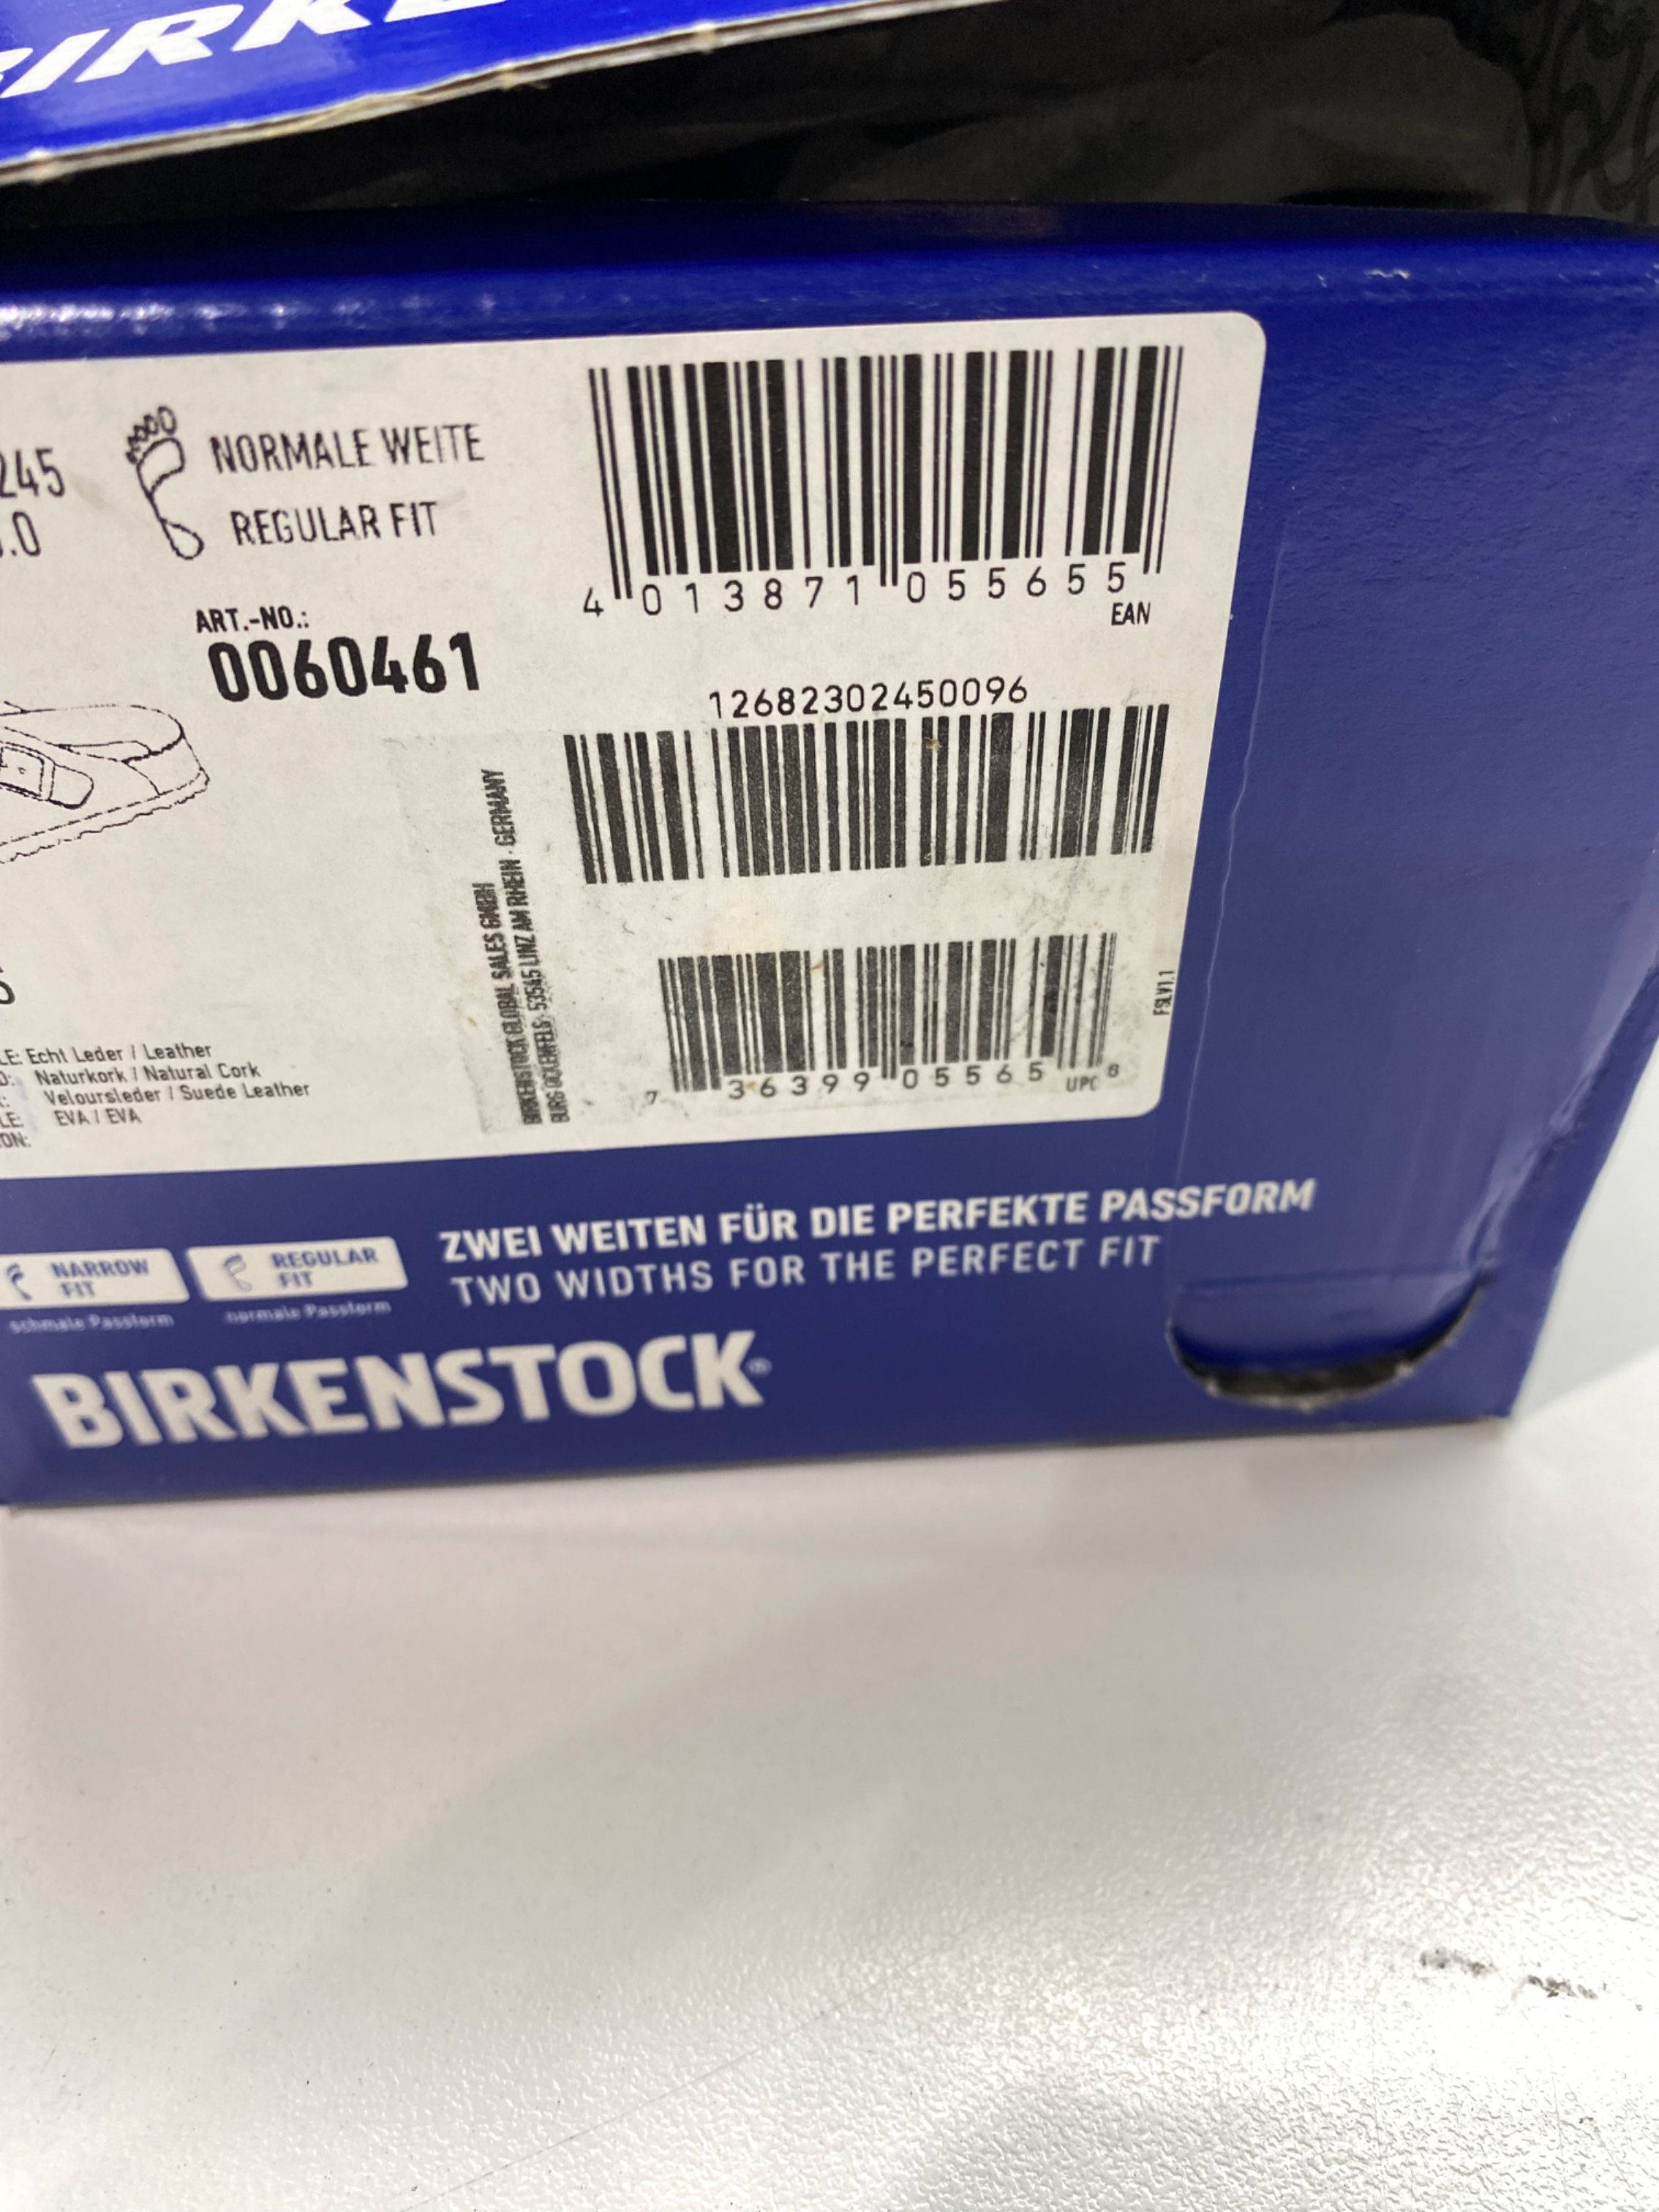 245
.0
NORMALE WEITE
REGULAR FIT
ART.-NO.:
0060461
4 013871 055655
EAN
12682302450096
BIRKENSTOCK GLOBAL SALES GMBH
BURG OCKENFELS · 53545 LINZ AM RHEIN · GERMANY
7 36399 05565 8
UPC
FSLV1.1
LE: Echt Leder / Leather
Naturkork / Natural Cork
Veloursleder / Suede Leather
LE: EVA / EVA
ON:
NARROW FIT
schmale Passform
REGULAR FIT
normale Passform
ZWEI WEITEN FÜR DIE PERFEKTE PASSFORM
TWO WIDTHS FOR THE PERFECT FIT
BIRKENSTOCK®